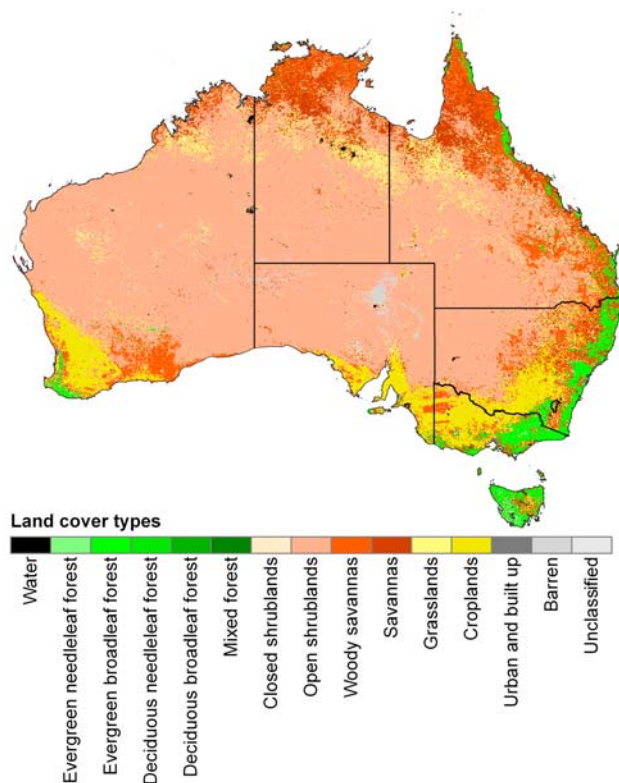 Land cover types
Water
Evergreen needleleaf forest
Evergreen broadleaf forest
Deciduous needleleaf forest
Deciduous broadleaf forest
Mixed forest
Closed shrublands
Open shrublands
Woody savannas
Savannas
Grasslands
Croplands
Urban and built up
Barren
Unclassified